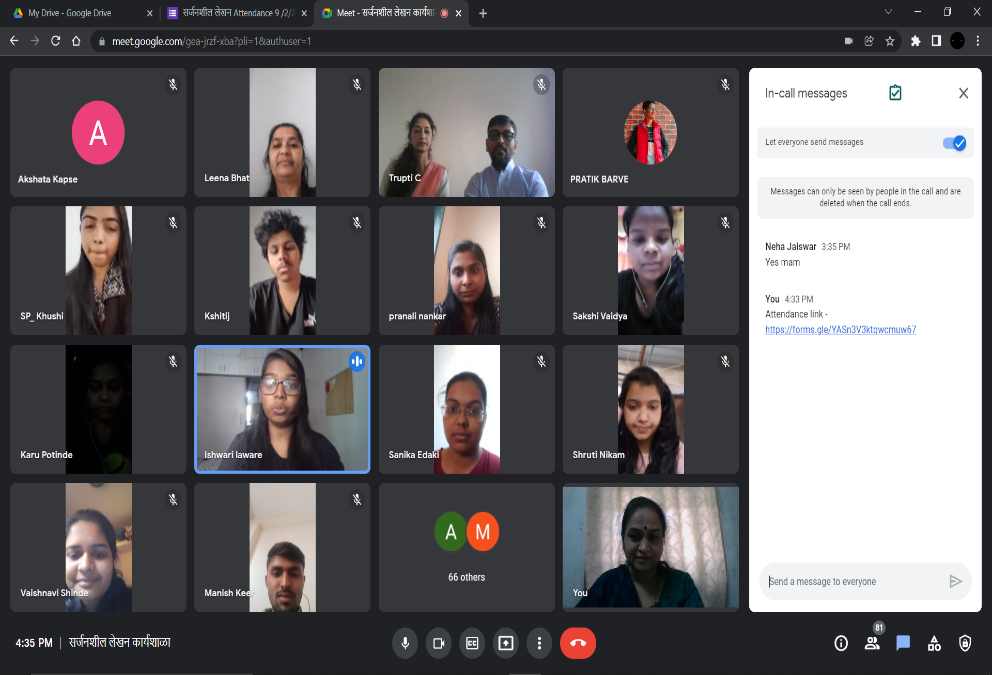 My Drive - Google Drive
सर्जनशील लेखन Attendance 9 /2/
Meet - सर्जनशील लेखन कार्यशा
meet.google.com/gea-jrzf-xba?pli=1&authuser=1
A
Akshata Kapse
Leena Bhat
Trupti C
PRATIK BARVE
SP_Khushi
Kshitij
pranali nankar
Sakshi Vaidya
Karu Potinde
Ishwari laware
Sanika Edaki
Shruti Nikam
Vaishnavi Shinde
Manish Keer
A M
66 others
You
In-call messages
Let everyone send messages
Messages can only be seen by people in the call and are
deleted when the call ends.
Neha Jaiswar 3:35 PM
Yes mam
You 4:33 PM
Attendance link -
https://forms.gle/YASn3V3ktgwcmuw67
Send a message to everyone
4:35 PM | सर्जनशील लेखन कार्यशाळा
81